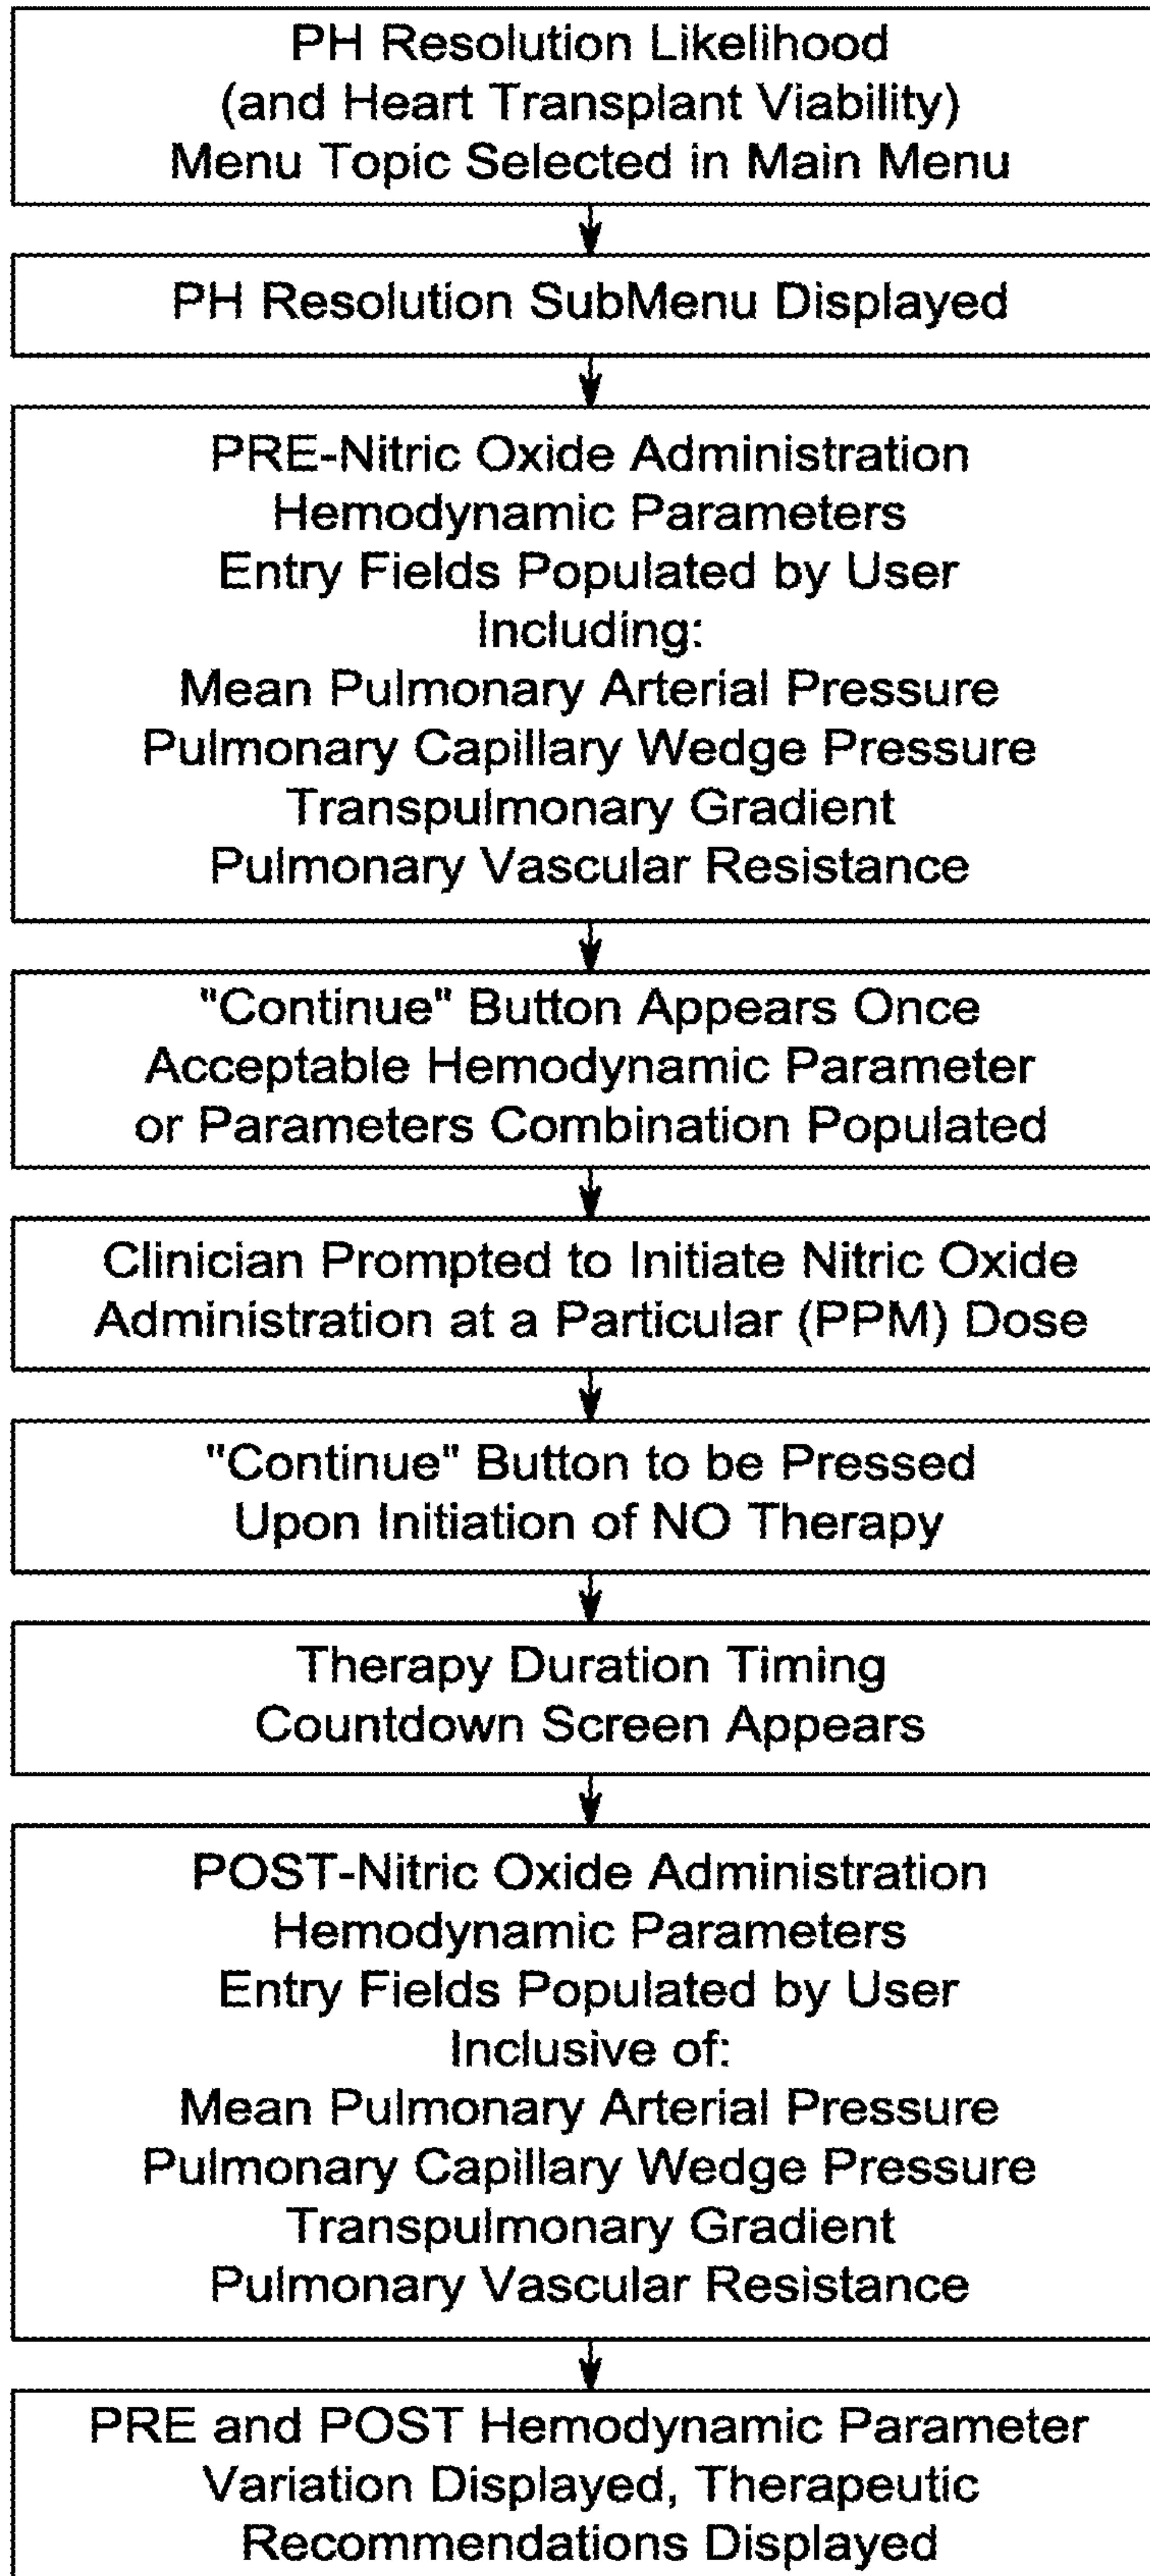 PH Resolution Likelihood
(and Heart Transplant Viability)
Menu Topic Selected in Main Menu
PH Resolution SubMenu Displayed
PRE-Nitric Oxide Administration
Hemodynamic Parameters
Entry Fields Populated by User
Including:
Mean Pulmonary Arterial Pressure
Pulmonary Capillary Wedge Pressure
Transpulmonary Gradient
Pulmonary Vascular Resistance
"Continue" Button Appears Once
Acceptable Hemodynamic Parameter
or Parameters Combination Populated
Clinician Prompted to Initiate Nitric Oxide
Administration at a Particular (PPM) Dose
"Continue" Button to be Pressed
Upon Initiation of NO Therapy
Therapy Duration Timing
Countdown Screen Appears
POST-Nitric Oxide Administration
Hemodynamic Parameters
Entry Fields Populated by User
Inclusive of:
Mean Pulmonary Arterial Pressure
Pulmonary Capillary Wedge Pressure
Transpulmonary Gradient
Pulmonary Vascular Resistance
PRE and POST Hemodynamic Parameter
Variation Displayed, Therapeutic
Recommendations Displayed